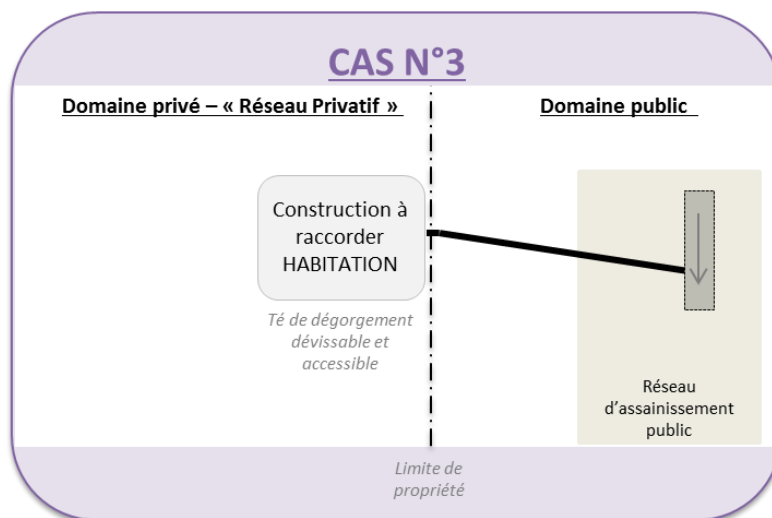 CAS N°3
Domaine privé – « Réseau Privatif »
Domaine public
Construction à
raccorder
HABITATION
Té de dégorgement
dévissable et
accessible
Réseau
d'assainissement
public
Limite de
propriété